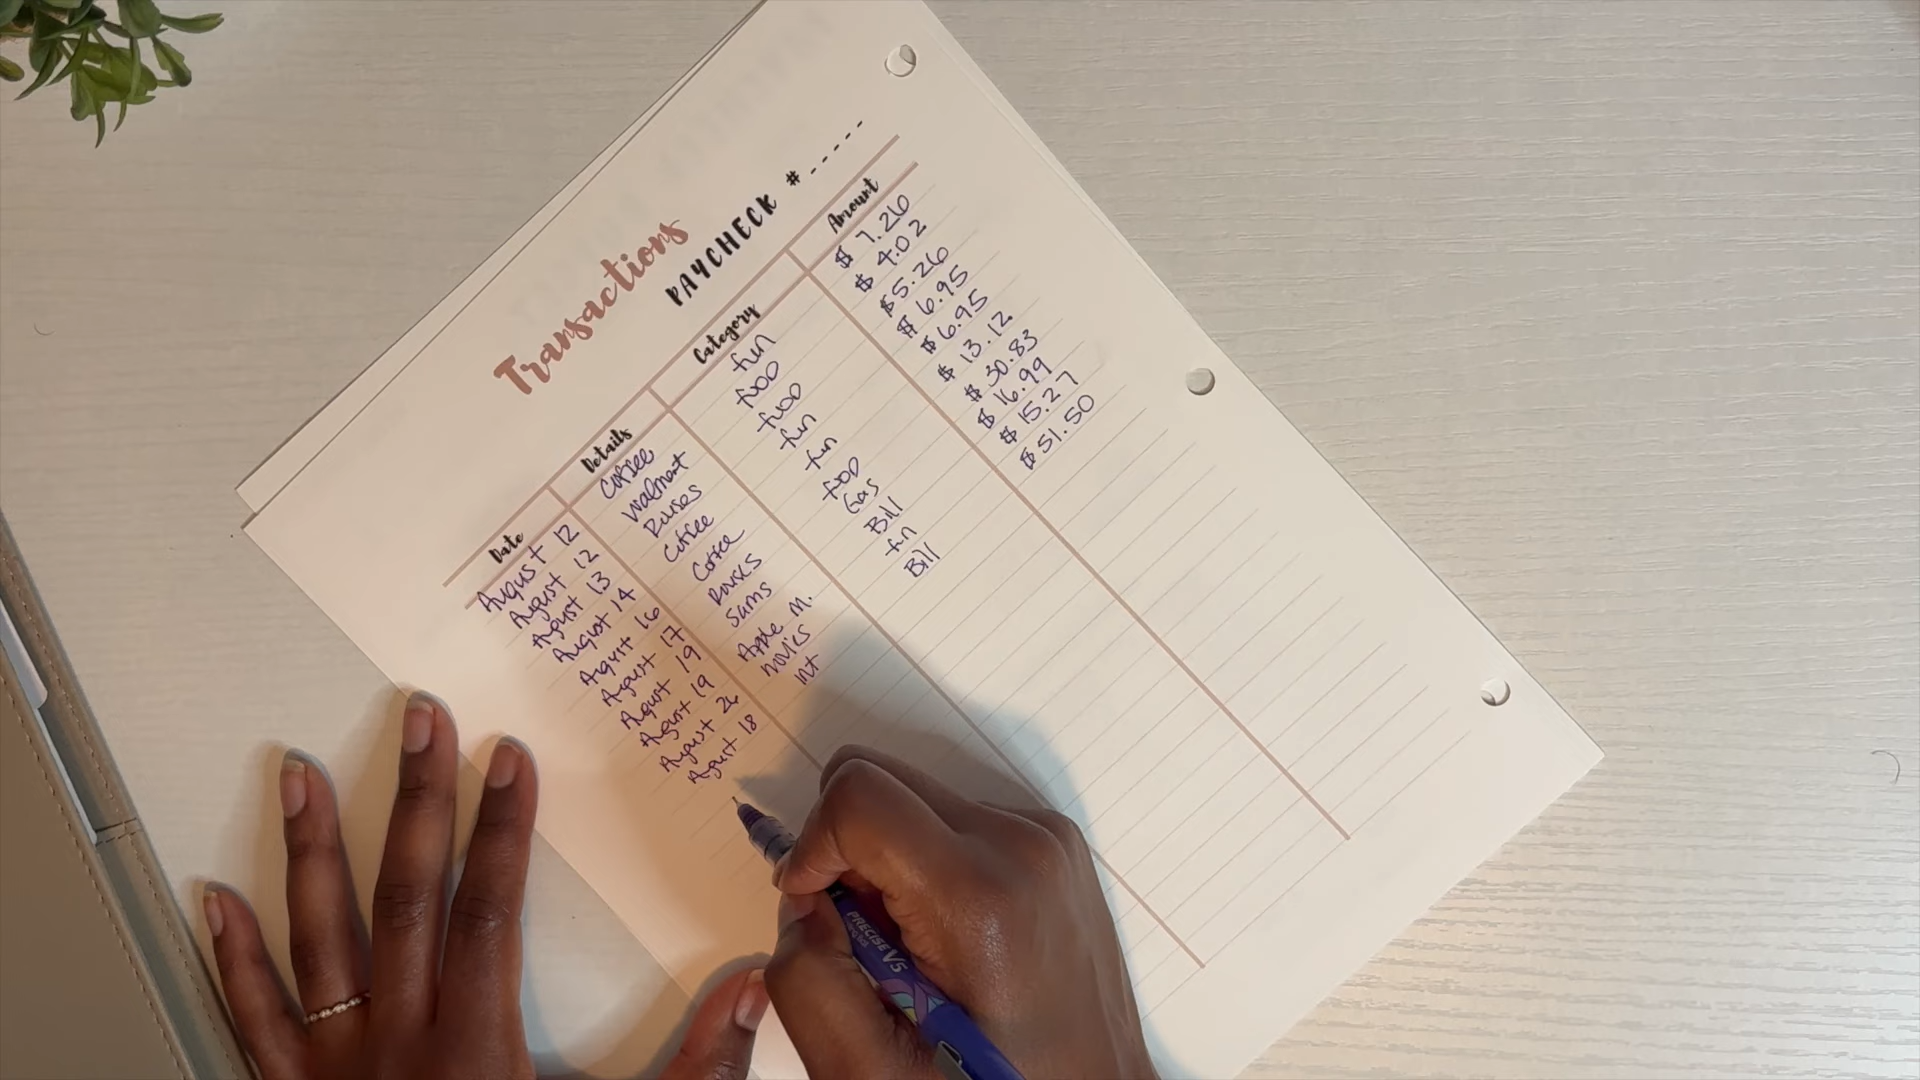 Transactions
PAYCHECK # -----
Date Details Category Amount
August 12 Coffee fun $ 7.26
August 12 Walmart food $ 4.02
August 13 Rouses food $5.26
August 14 Coffee fun $ 6.95
August 16 Coffee fun $6.95
August 17 Rouses food $ 13.12
August 19 Sams Gas $ 30.83
August 19 Apple M. Bill $ 16.99
August 26 movies fun $ 15.27
August 18 Int Bill $51.50
PRECISE V5